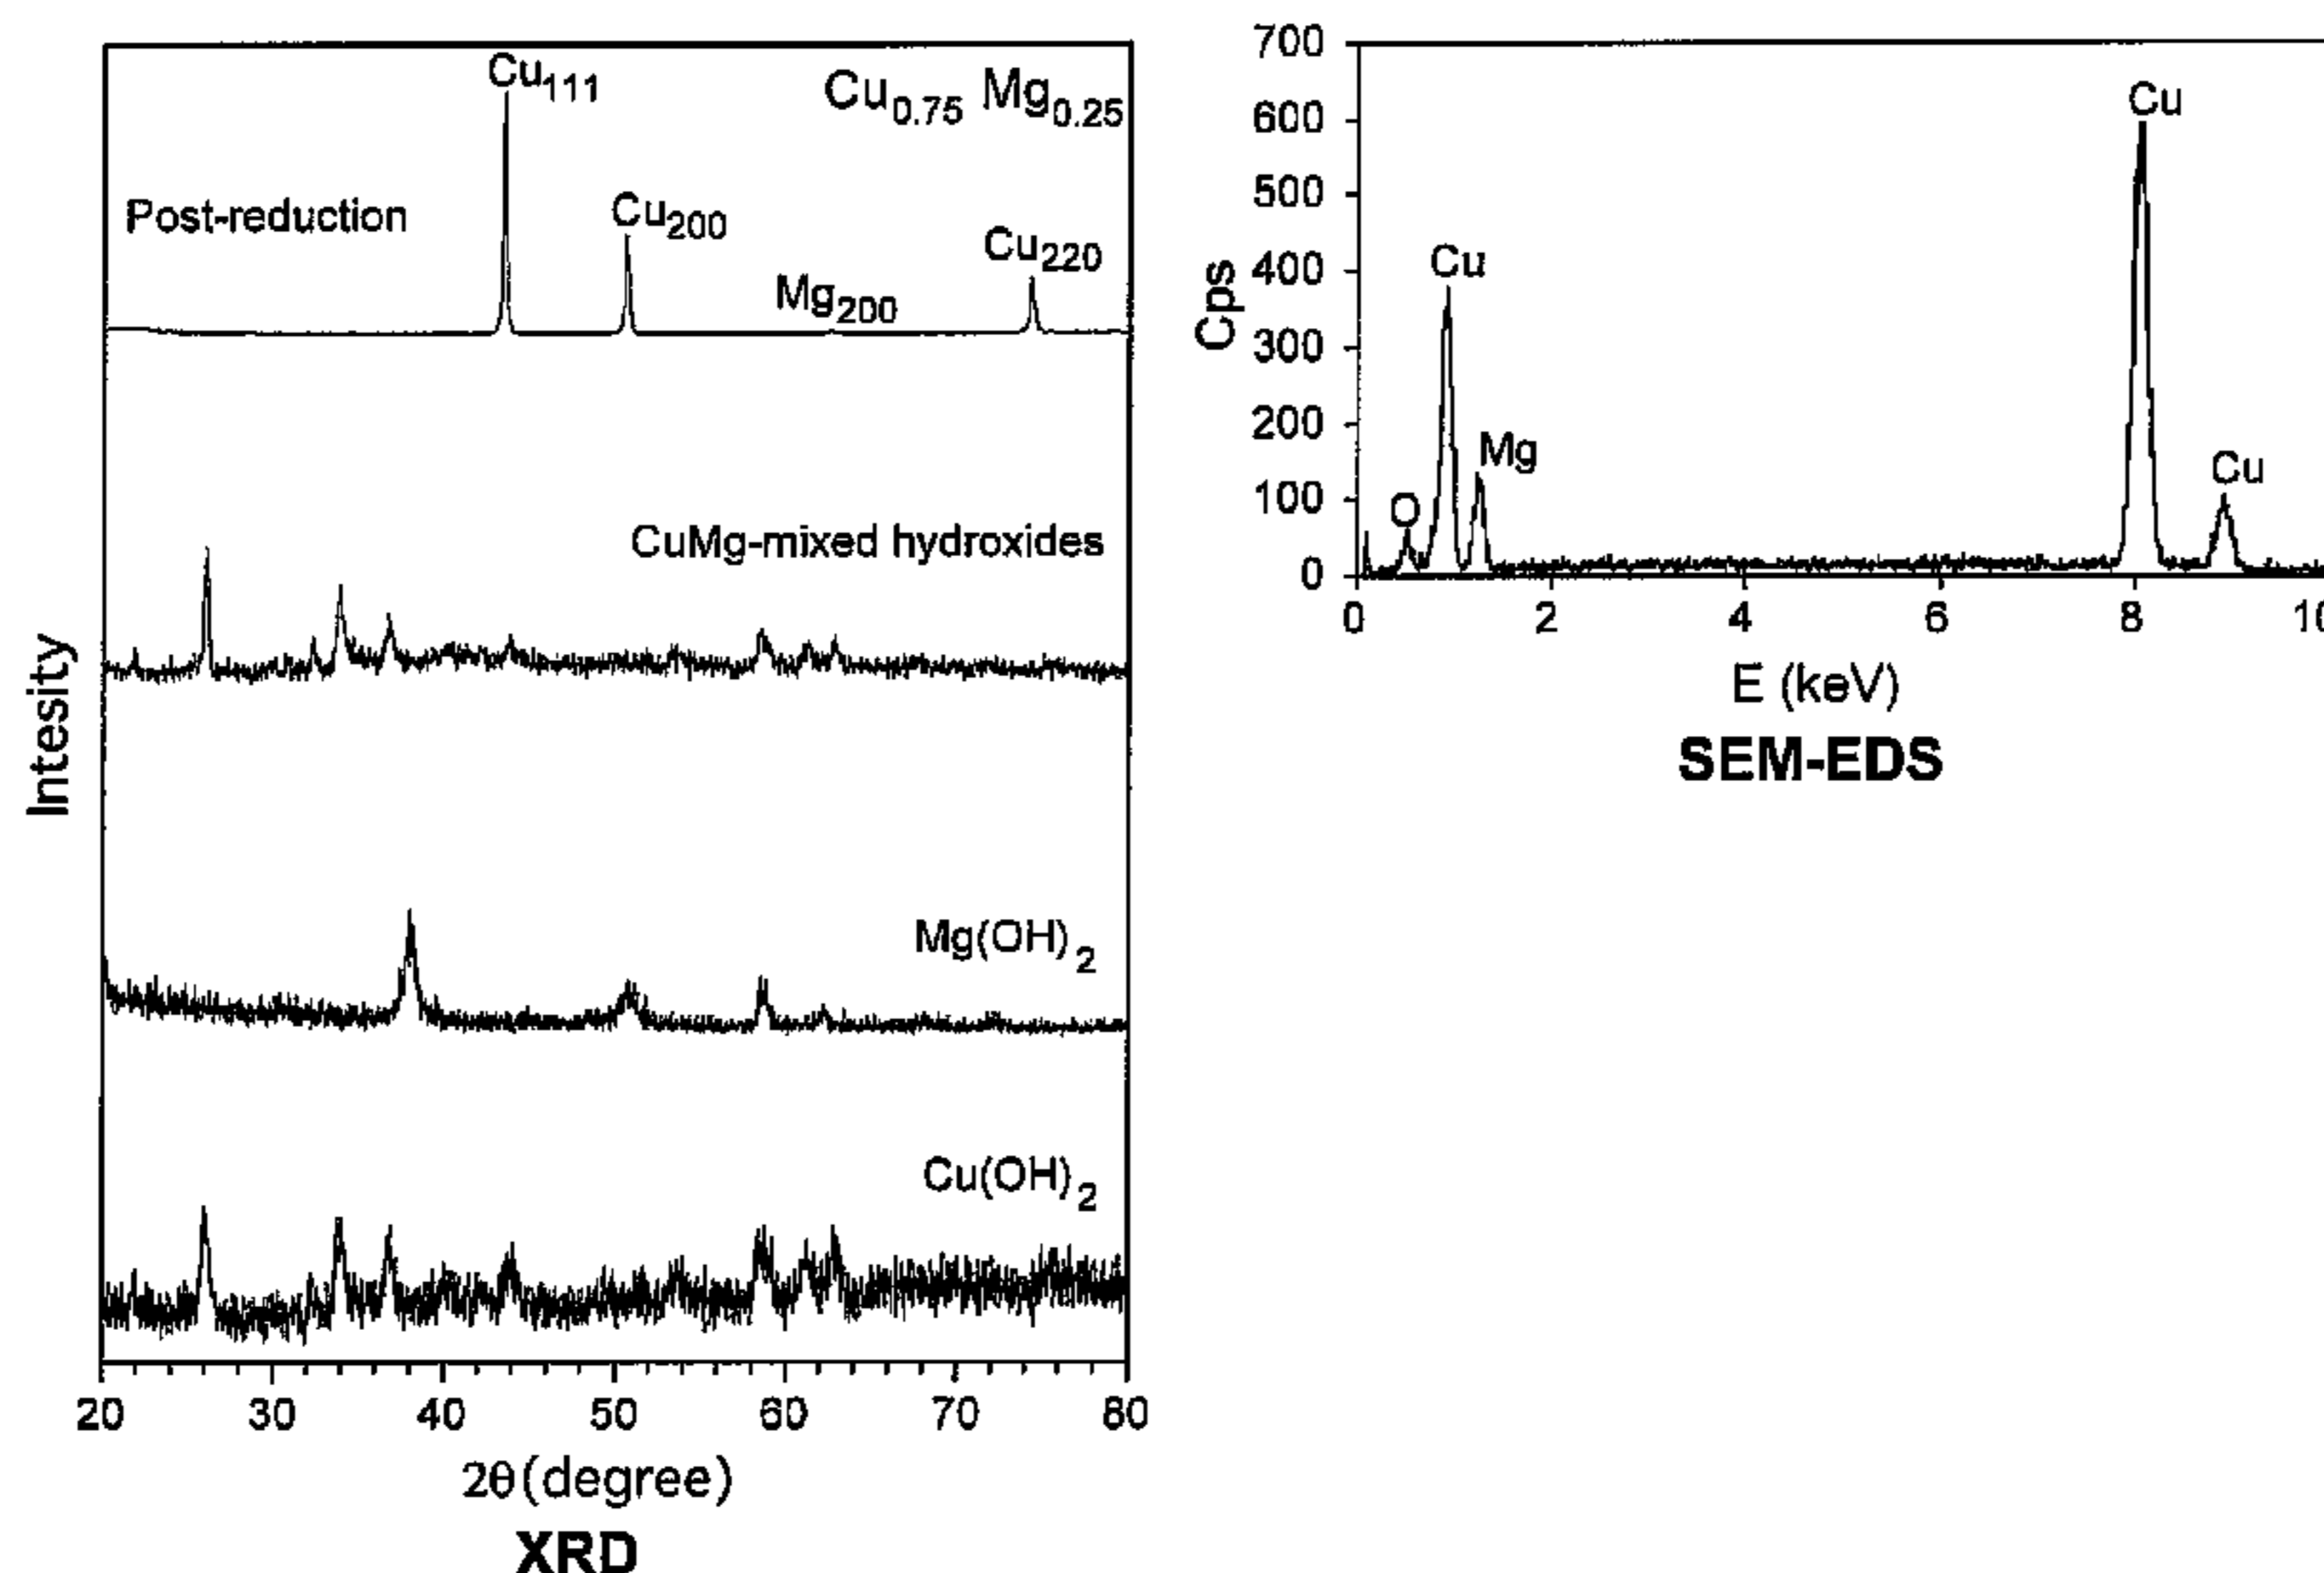 Cu111
Cu0.75 Mg0.25
Post-reduction
Cu200
Mg200
Cu220
CuMg-mixed hydroxides
Mg(OH)2
Cu(OH)2
Intesity
20 30 40 50 60 70 80
2θ(degree)
XRD
700
600
500
400
300
200
100
0
Cps
O
Cu
Mg
Cu
Cu
0 2 4 6 8 10
E (keV)
SEM-EDS